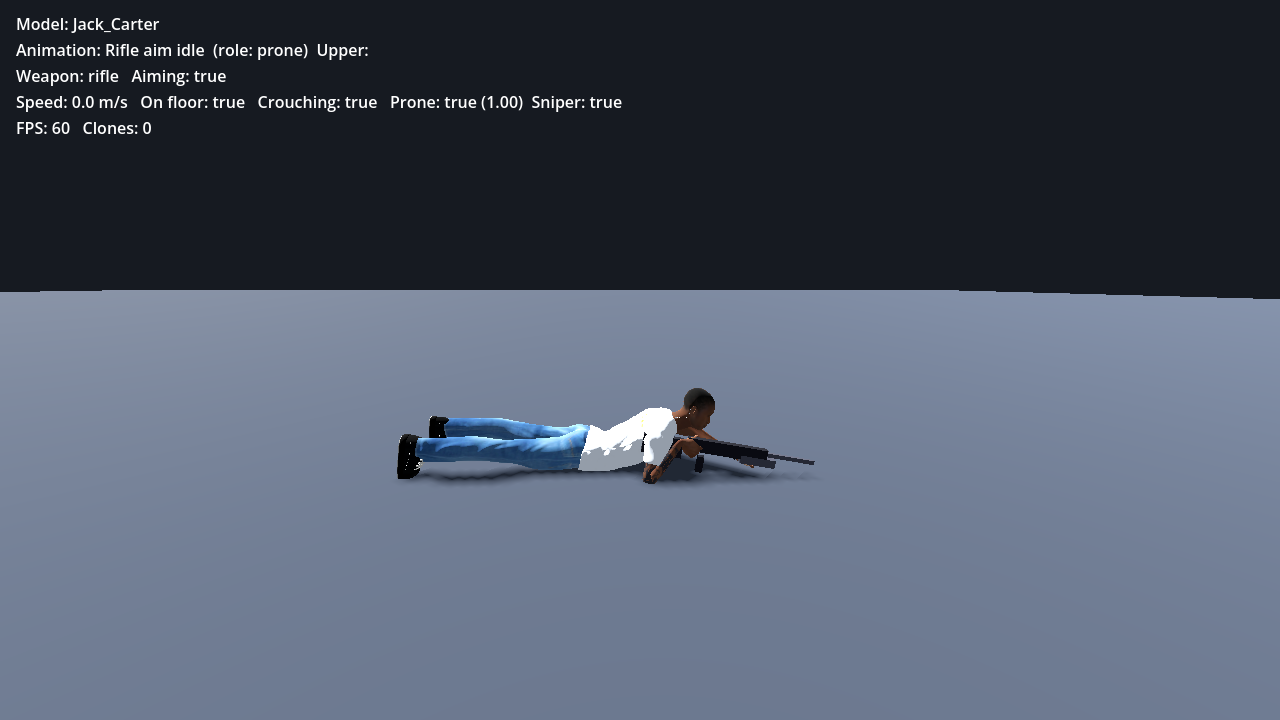 Model: Jack_Carter
Animation: Rifle aim idle  (role: prone)  Upper:
Weapon: rifle   Aiming: true
Speed: 0.0 m/s   On floor: true   Crouching: true   Prone: true (1.00)  Sniper: true
FPS: 60   Clones: 0